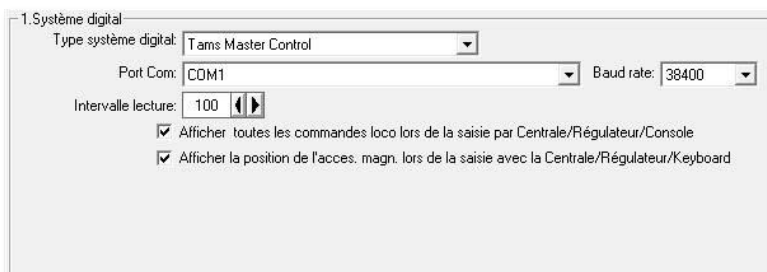 1.Système digital
Type système digital: Tams Master Control
Port Com: COM1 Baud rate: 38400
Intervalle lecture: 100
Afficher toutes les commandes loco lors de la saisie par Centrale/Régulateur/Console
Afficher la position de l'acces. magn. lors de la saisie avec la Centrale/Régulateur/Keyboard